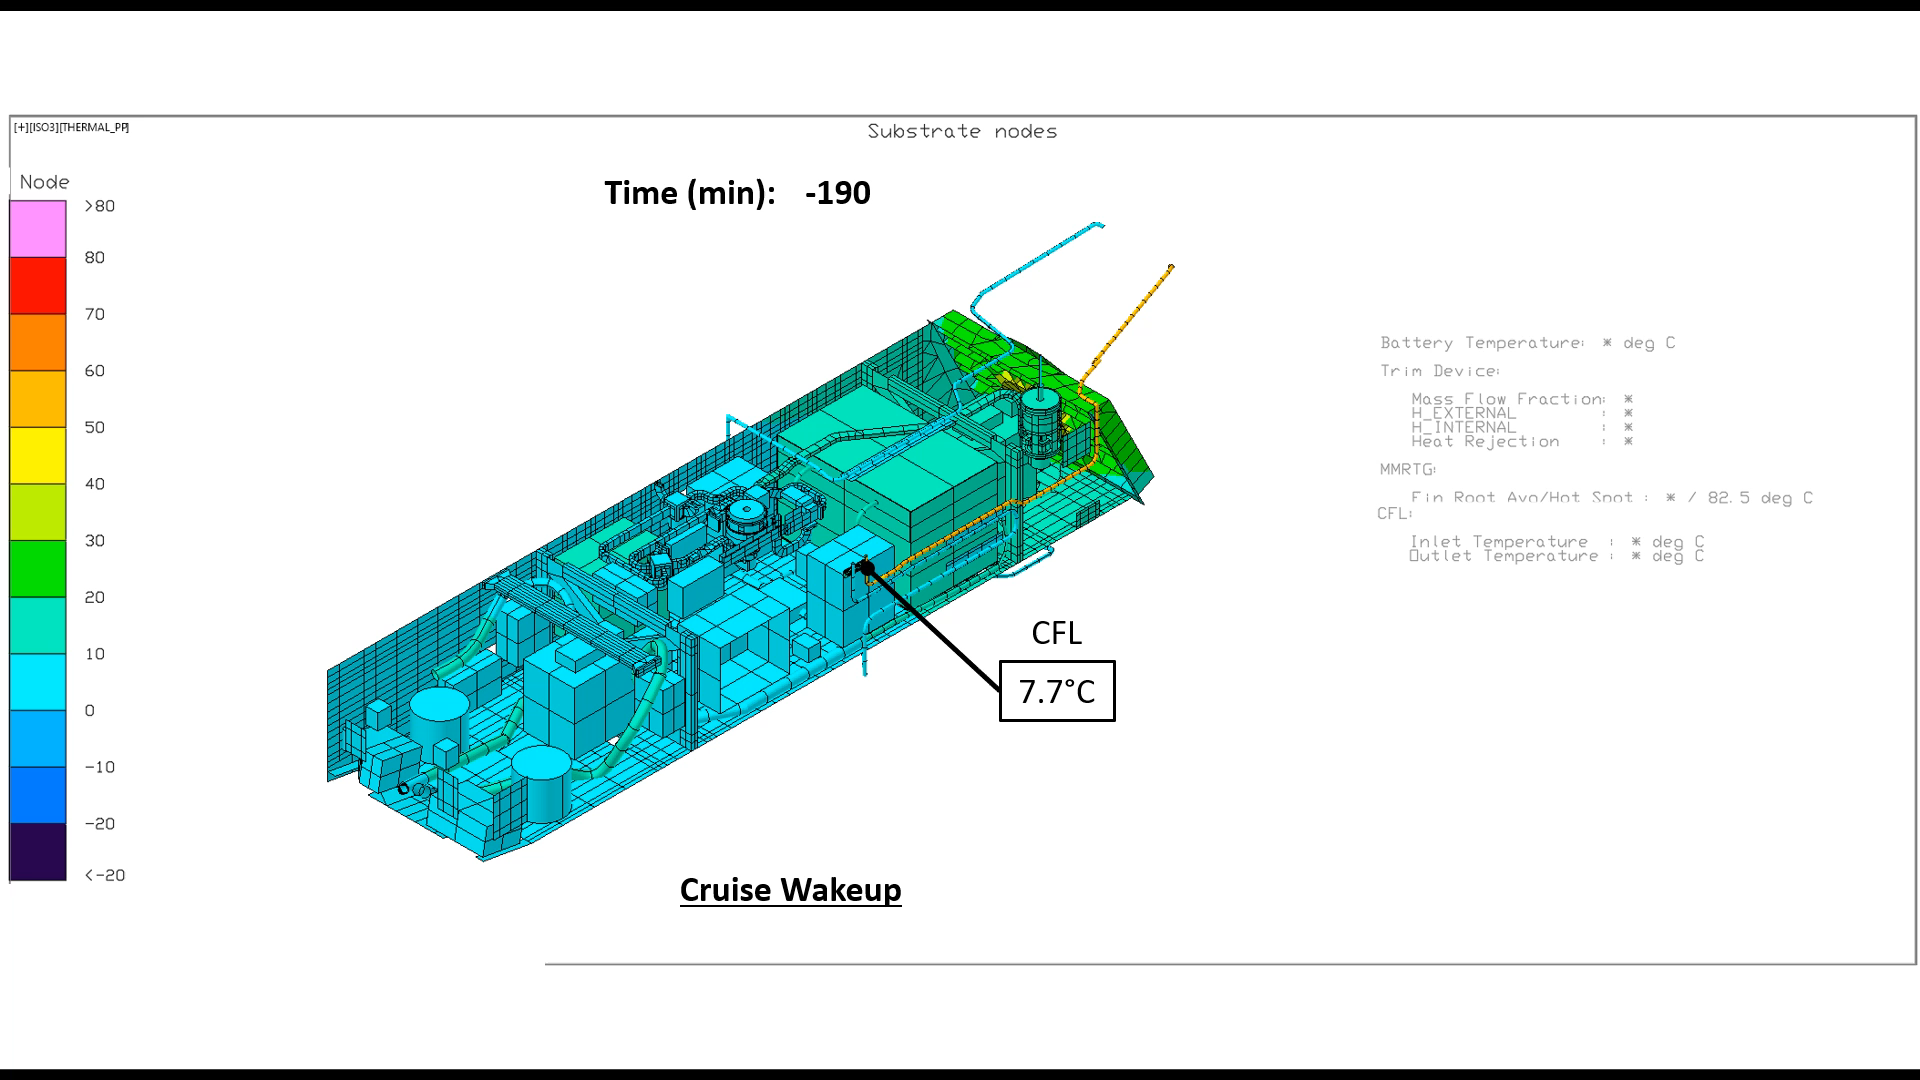 [+][ISO3][THERMAL_PP]
Substrate nodes
Time (min): -190
Node
>80
80
70
60
50
40
30
20
10
0
-10
-20
<-20
Battery Temperature: * deg C
Trim Device:
Mass Flow Fraction: *
H_EXTERNAL : *
H_INTERNAL : *
Heat Rejection : *
MMRTG:
Fin Root Avg/Hot Spot : * / 82.5 deg C
CFL:
Inlet Temperature : * deg C
Outlet Temperature : * deg C
CFL
7.7°C
Cruise Wakeup